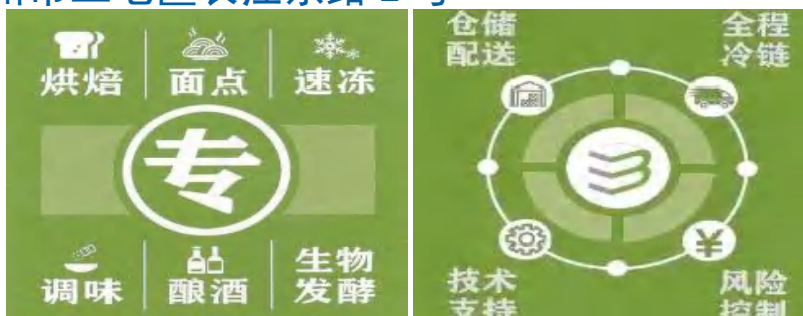 烘焙 面点 速冻
专
调味 酿酒 生物
发酵
仓储 全程
配送 冷链
¥
技术 风险
支持 控制